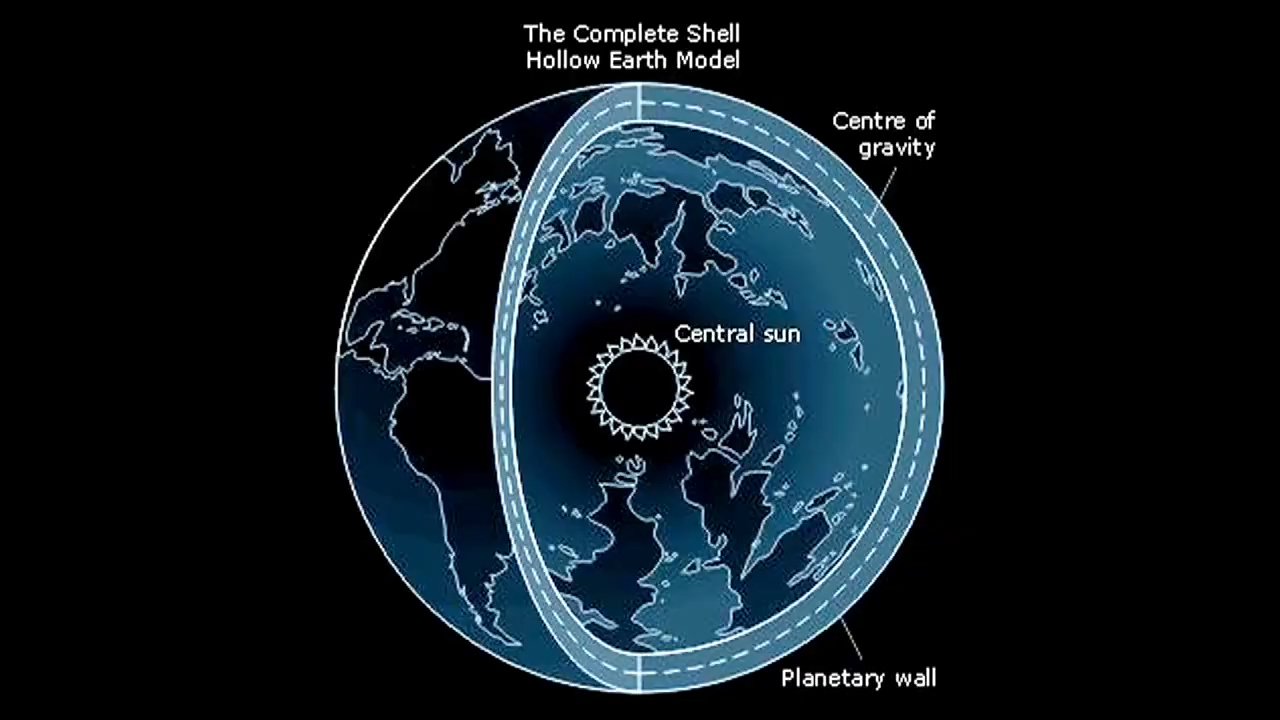 The Complete Shell
Hollow Earth Model
Centre of
gravity
Central sun
Planetary wall